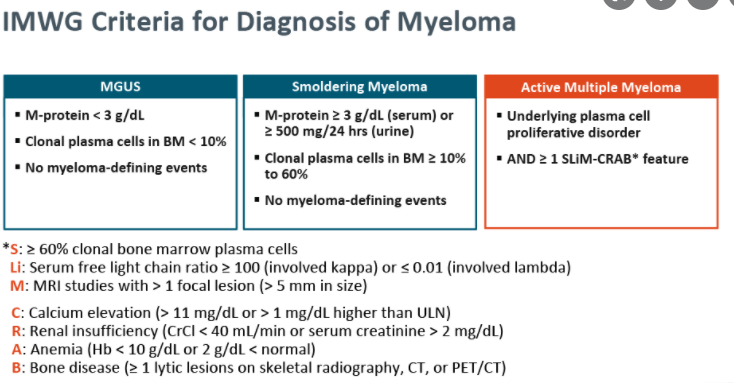 IMWG Criteria for Diagnosis of Myeloma
MGUS
▪ M-protein < 3 g/dL
▪ Clonal plasma cells in BM < 10%
▪ No myeloma-defining events
Smoldering Myeloma
▪ M-protein ≥ 3 g/dL (serum) or
≥ 500 mg/24 hrs (urine)
▪ Clonal plasma cells in BM ≥ 10%
to 60%
▪ No myeloma-defining events
Active Multiple Myeloma
▪ Underlying plasma cell
proliferative disorder
▪ AND ≥ 1 SLiM-CRAB* feature
*S: ≥ 60% clonal bone marrow plasma cells
Li: Serum free light chain ratio ≥ 100 (involved kappa) or ≤ 0.01 (involved lambda)
M: MRI studies with > 1 focal lesion (> 5 mm in size)
C: Calcium elevation (> 11 mg/dL or > 1 mg/dL higher than ULN)
R: Renal insufficiency (CrCl < 40 mL/min or serum creatinine > 2 mg/dL)
A: Anemia (Hb < 10 g/dL or 2 g/dL < normal)
B: Bone disease (≥ 1 lytic lesions on skeletal radiography, CT, or PET/CT)